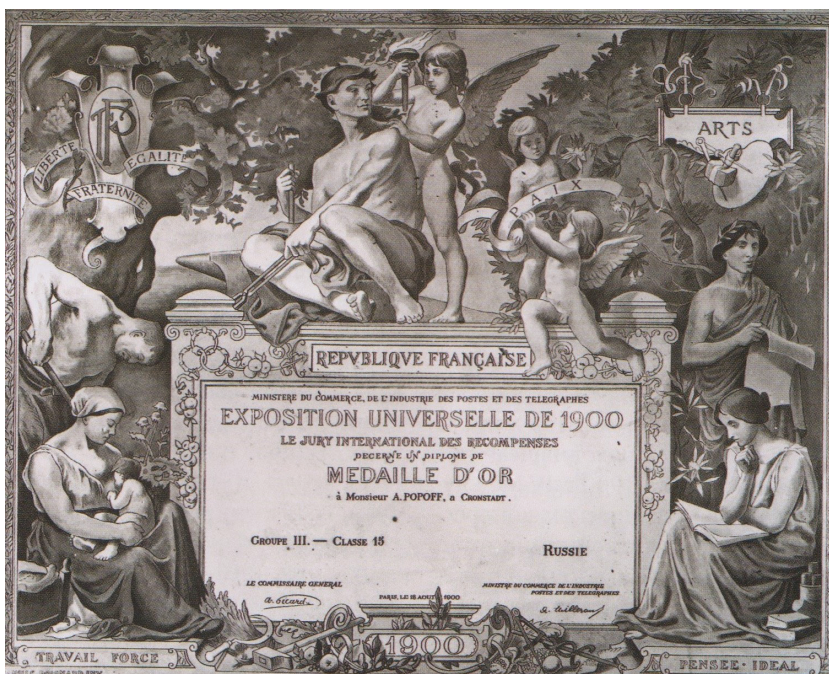 RF
LIBERTE
EGALITE
FRATERNITE
PAIX
ARTS
REPVBLIQVE FRANÇAISE
MINISTERE DU COMMERCE, DE L'INDUSTRIE DES POSTES ET DES TELEGRAPHES
EXPOSITION UNIVERSELLE DE 1900
LE JURY INTERNATIONAL DES RECOMPENSES
DECERNE UN DIPLOME DE
MEDAILLE D'OR
à Monsieur A. POPOFF, a CRONSTADT.
GROUPE III. — CLASSE 15
RUSSIE
LE COMMISSAIRE GENERAL
PARIS, LE 18 AOUT 1900
MINISTRE DU COMMERCE DE L'INDUSTRIE
POSTES ET DES TELEGRAPHES
1900
TRAVAIL FORCE
PENSEE · IDEAL